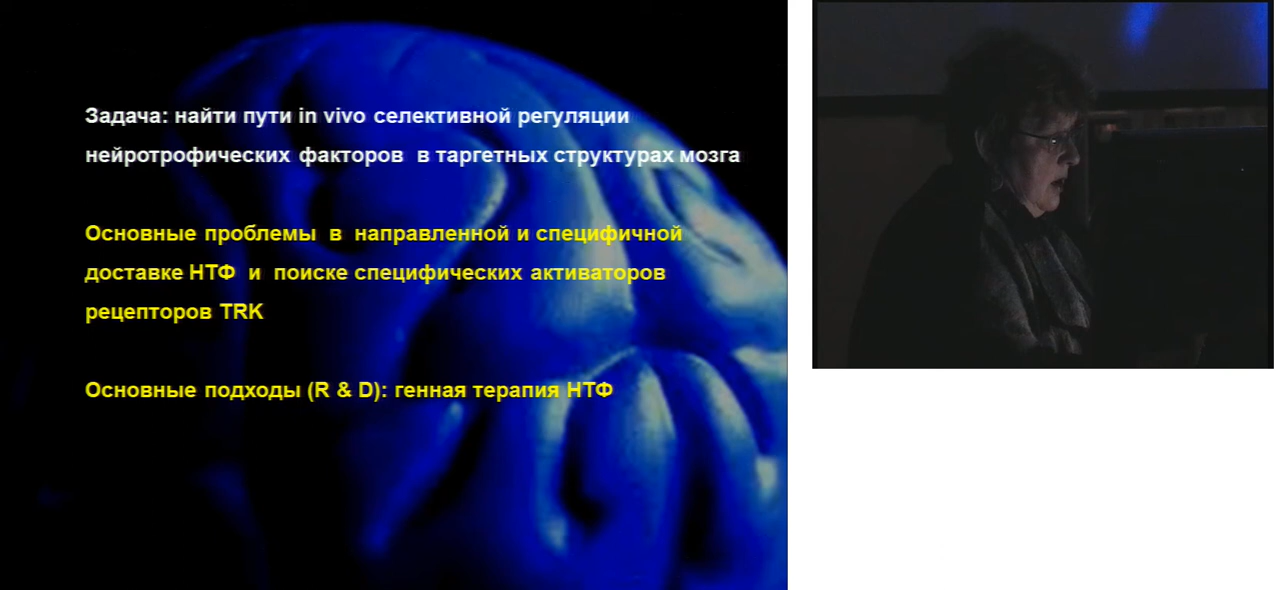 Задача: найти пути in vivo селективной регуляции
нейротрофических факторов в таргетных структурах мозга
Основные проблемы в направленной и специфичной
доставке НТФ и поиске специфических активаторов
рецепторов TRK
Основные подходы (R & D): генная терапия НТФ